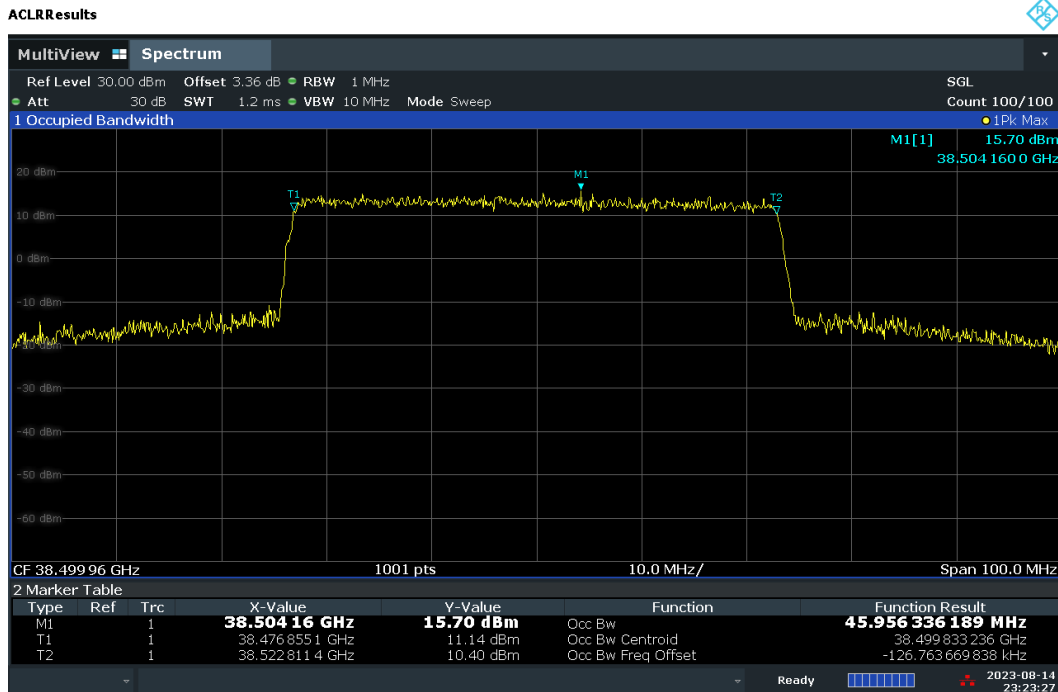 ACLRResults
R&S
MultiView Spectrum
Ref Level 30.00 dBm Offset 3.36 dB RBW 1 MHz SGL
Att 30 dB SWT 1.2 ms VBW 10 MHz Mode Sweep Count 100/100
1 Occupied Bandwidth 1Pk Max
M1[1] 15.70 dBm
38.504 160 0 GHz
20 dBm
M1
T1
T2
10 dBm
0 dBm
-10 dBm
-20 dBm
-30 dBm
-40 dBm
-50 dBm
-60 dBm
CF 38.499 96 GHz 1001 pts 10.0 MHz/ Span 100.0 MHz
2 Marker Table
Type Ref Trc X-Value Y-Value Function Function Result
M1 1 38.504 16 GHz 15.70 dBm Occ Bw 45.956 336 189 MHz
T1 1 38.476 855 1 GHz 11.14 dBm Occ Bw Centroid 38.499 833 236 GHz
T2 1 38.522 811 4 GHz 10.40 dBm Occ Bw Freq Offset -126.763 669 838 kHz
Ready 2023-08-14
23:23:27